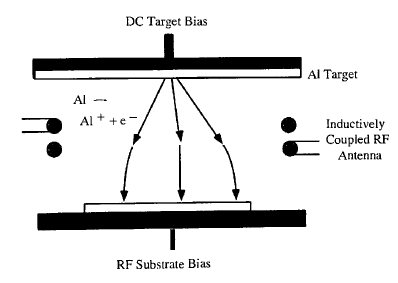 DC Target Bias
Al Target
Al —
Al + + e −
Inductively
Coupled RF
Antenna
RF Substrate Bias